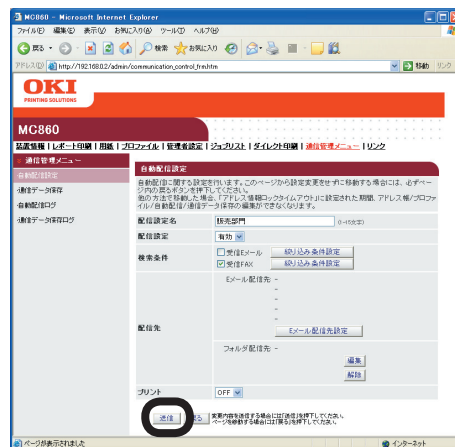 MC860 - Microsoft Internet Explorer
ファイル(F) 編集(E) 表示(V) お気に入り(A) ツール(T) ヘルプ(H)
戻る 検索 お気に入り
アドレス(D) http://192.168.0.2/admin/communication_control_frm.htm 移動 リンク
OKI
PRINTING SOLUTIONS
MC860
装置情報 | レポート印刷 | 用紙 | プロファイル | 管理者設定 | ジョブリスト | ダイレクト印刷 | 通信管理メニュー | リンク
通信管理メニュー
自動配信設定
通信データ保存
自動配信ログ
通信データ保存ログ
自動配信設定
自動配信に関する設定を行います。このページから設定変更をせずに移動する場合には、必ずページ内の戻るボタンを押下してください。
他の方法で移動した場合、「アドレス情報ロックタイムアウト」に設定された期間、アドレス帳/プロファイル/自動配信/通信データ保存の編集ができなくなります。
配信設定名 販売部門 (1-16文字)
配信設定 有効
検索条件 受信Eメール 絞り込み条件設定
受信FAX 絞り込み条件設定
配信先 Eメール配信先 -
-
-
-
-
Eメール配信先設定
フォルダ配信先 -
編集
解除
プリント OFF
送信 戻る 変更内容を送信する場合には「送信」を押下してください。
ページを移動する場合には「戻る」を押下してください。
ページが表示されました インターネット